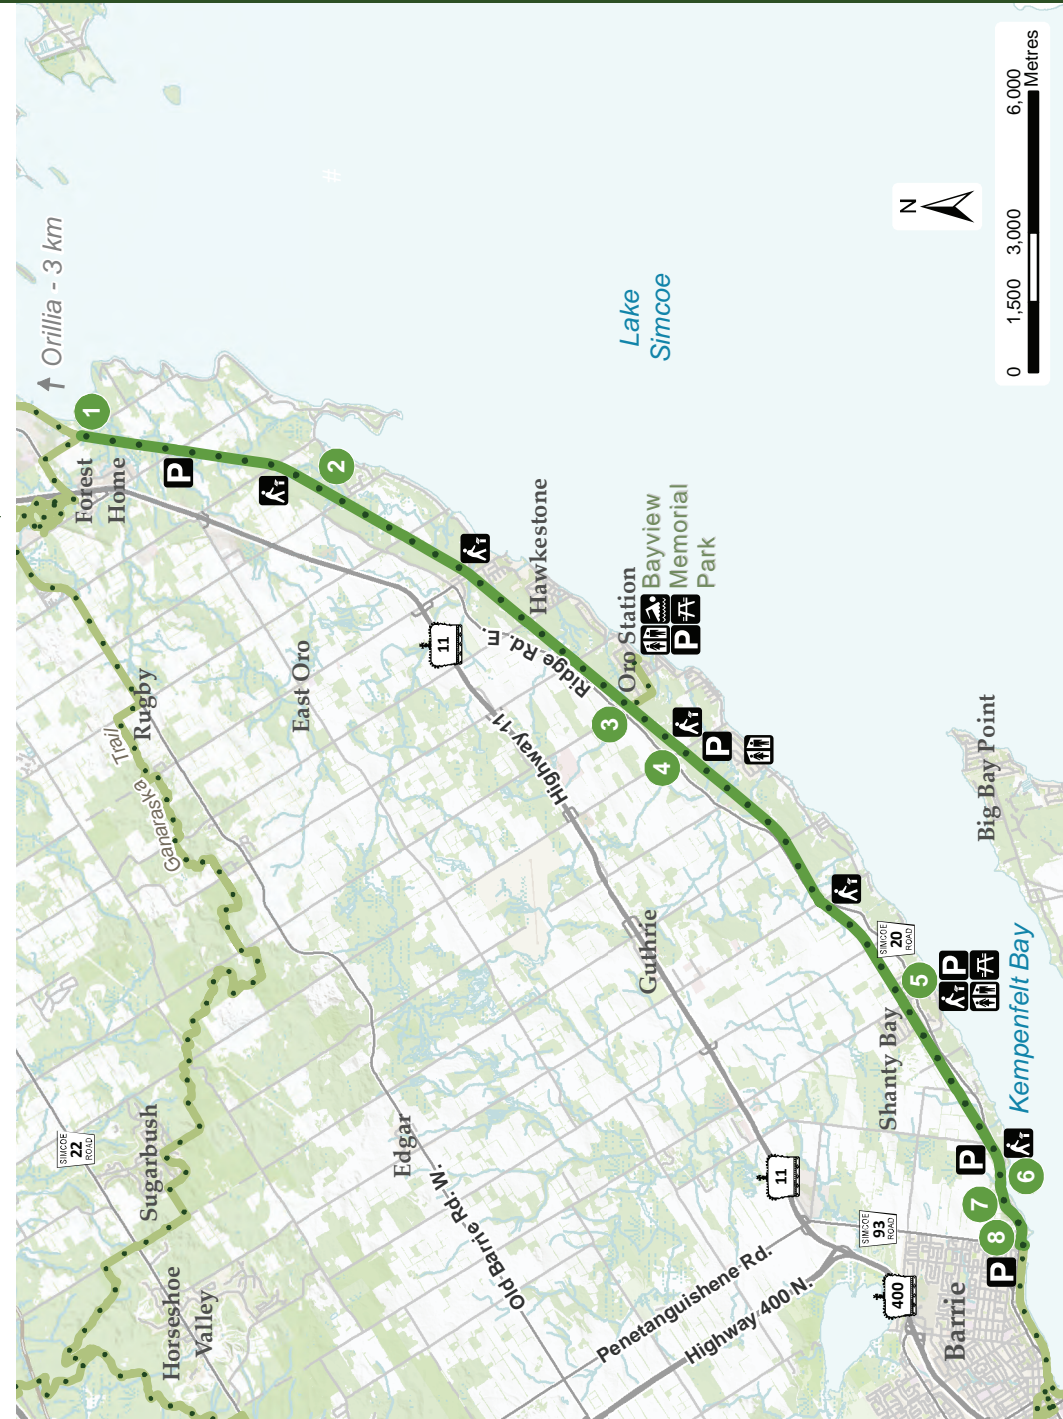 Orillia - 3 km
1
Forest
Home
P
2
Hawkestone
Bayview
Memorial
Park
Oro Station
P
Lake
Simcoe
N
0
1,500
3,000
6,000
Metres
#
Rugby
East Oro
Ganaraska
Trail
11
Ridge Rd. E.
Highway 11
3
4
P
Big Bay Point
Guthrie
SIMCOE
20
ROAD
5
P
Kempenfelt Bay
Shanty Bay
SIMCOE
22
ROAD
Sugarbush
Edgar
Old Barrie Rd. W.
Horseshoe
Valley
11
SIMCOE
93
ROAD
Penetanguishene Rd.
Highway 400 N.
400
Barrie
P
6
7
8
P